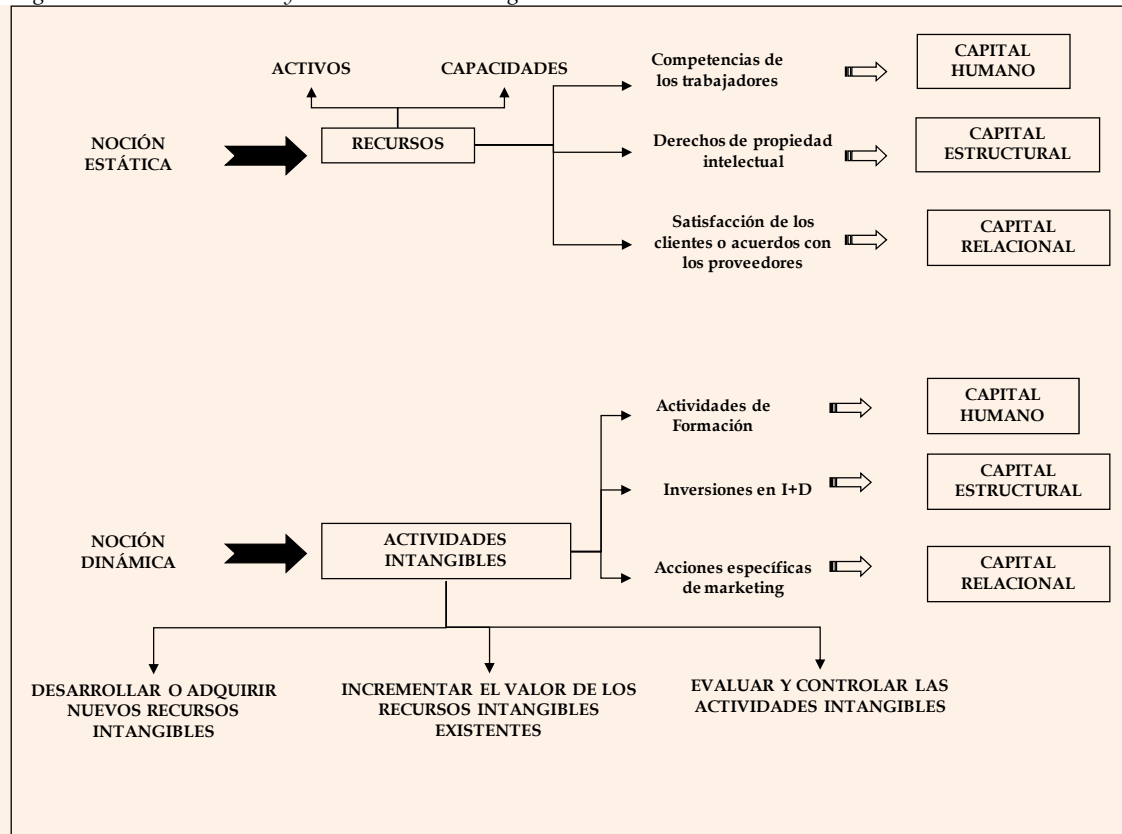 ACTIVOS
CAPACIDADES
NOCIÓN
ESTÁTICA
RECURSOS
Competencias de
los trabajadores
CAPITAL
HUMANO
Derechos de propiedad
intelectual
CAPITAL
ESTRUCTURAL
Satisfacción de los
clientes o acuerdos con
los proveedores
CAPITAL
RELACIONAL
NOCIÓN
DINÁMICA
ACTIVIDADES
INTANGIBLES
Actividades de
Formación
CAPITAL
HUMANO
Inversiones en I+D
CAPITAL
ESTRUCTURAL
Acciones específicas
de marketing
CAPITAL
RELACIONAL
DESARROLLAR O ADQUIRIR
NUEVOS RECURSOS
INTANGIBLES
INCREMENTAR EL VALOR DE LOS
RECURSOS INTANGIBLES
EXISTENTES
EVALUAR Y CONTROLAR LAS
ACTIVIDADES INTANGIBLES